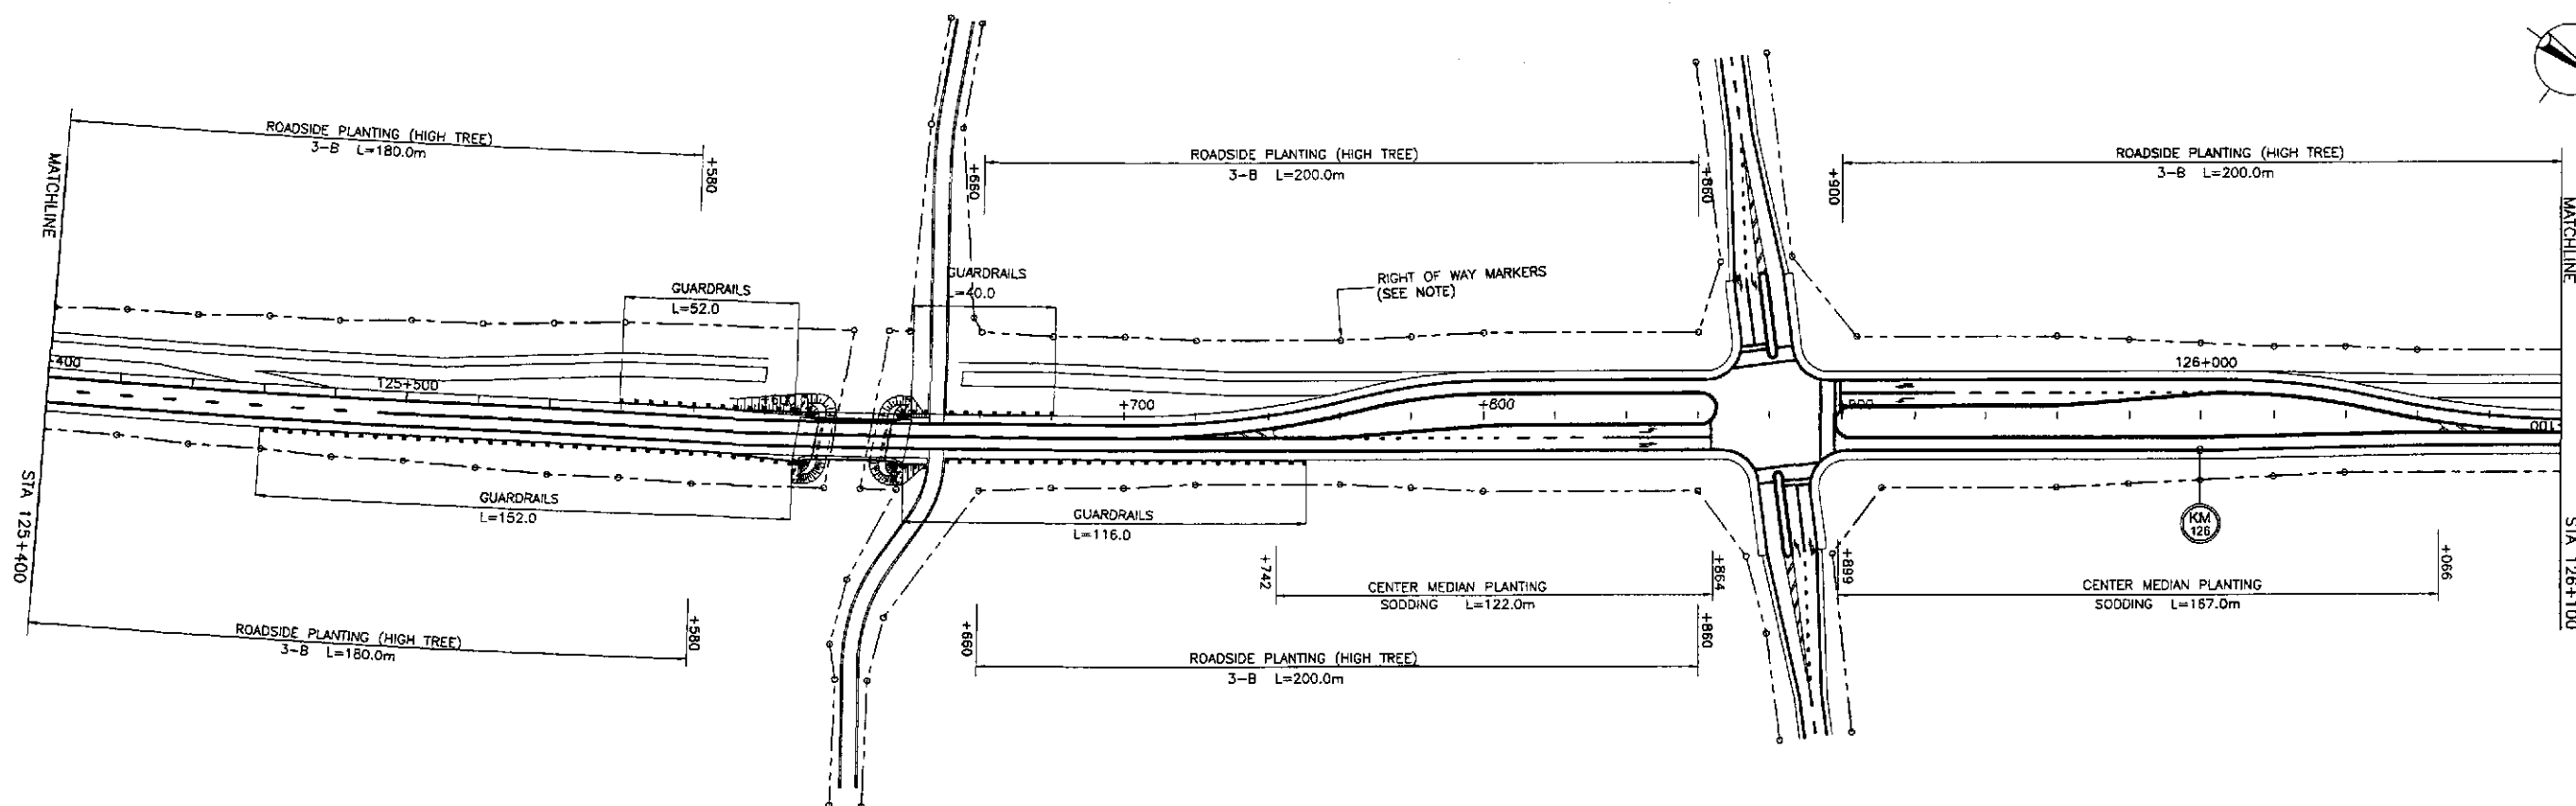 ROADSIDE PLANTING (HIGH TREE)
3-B L=180.0m
+580
ROADSIDE PLANTING (HIGH TREE)
3-B L=200.0m
+660
+860
ROADSIDE PLANTING (HIGH TREE)
3-B L=200.0m
+900
MATCHLINE
MATCHLINE
GUARDRAILS
L=52.0
GUARDRAILS
L=40.0
RIGHT OF WAY MARKERS
(SEE NOTE)
400
125+500
+700
+800
126+000
+100
GUARDRAILS
L=152.0
GUARDRAILS
L=116.0
KM
126
STA 125+400
STA 126+100
+742
CENTER MEDIAN PLANTING
SODDING L=122.0m
+864
+899
CENTER MEDIAN PLANTING
SODDING L=167.0m
+066
ROADSIDE PLANTING (HIGH TREE)
3-B L=180.0m
+580
+660
ROADSIDE PLANTING (HIGH TREE)
3-B L=200.0m
+860